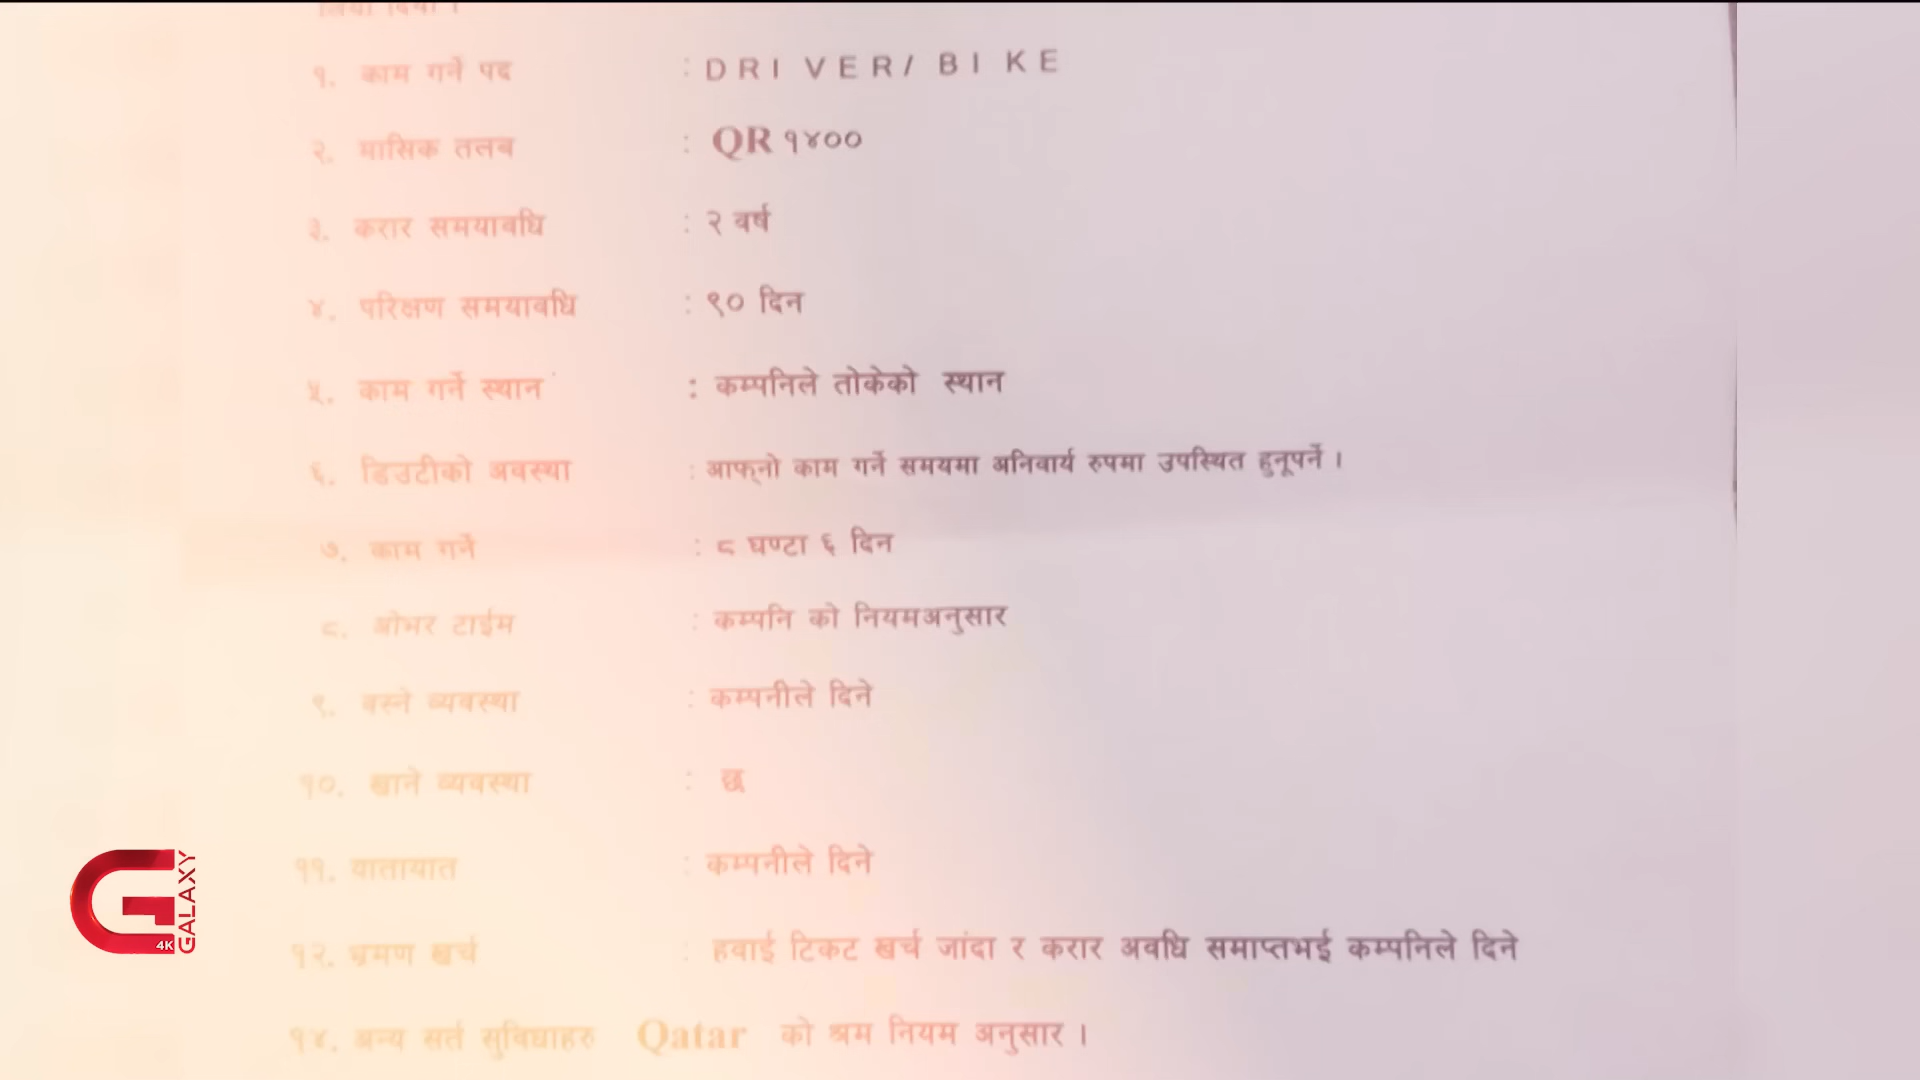 लिया दिया ।
१. काम गर्ने पद : DRIVER/ BIKE
२. मासिक तलब : QR १४००
३. करार समयावधि : २ वर्ष
४. परिक्षण समयावधि : ९० दिन
५. काम गर्ने स्थान : कम्पनिले तोकेको स्थान
६. डिउटीको अवस्था : आफ्नो काम गर्ने समयमा अनिवार्य रुपमा उपस्थित हुनूपर्ने ।
७. काम गर्ने : ८ घण्टा ६ दिन
८. ओभर टाईम : कम्पनि को नियमअनुसार
९. बस्ने व्यवस्था : कम्पनीले दिने
१०. खाने व्यवस्था : छ
११. यातायात : कम्पनीले दिने
१२. भ्रमण खर्च : हवाई टिकट खर्च जांदा र करार अवधि समाप्तभई कम्पनिले दिने
१४. अन्य सर्त सुविधाहरु Qatar को श्रम नियम अनुसार ।
GALAXY
4K